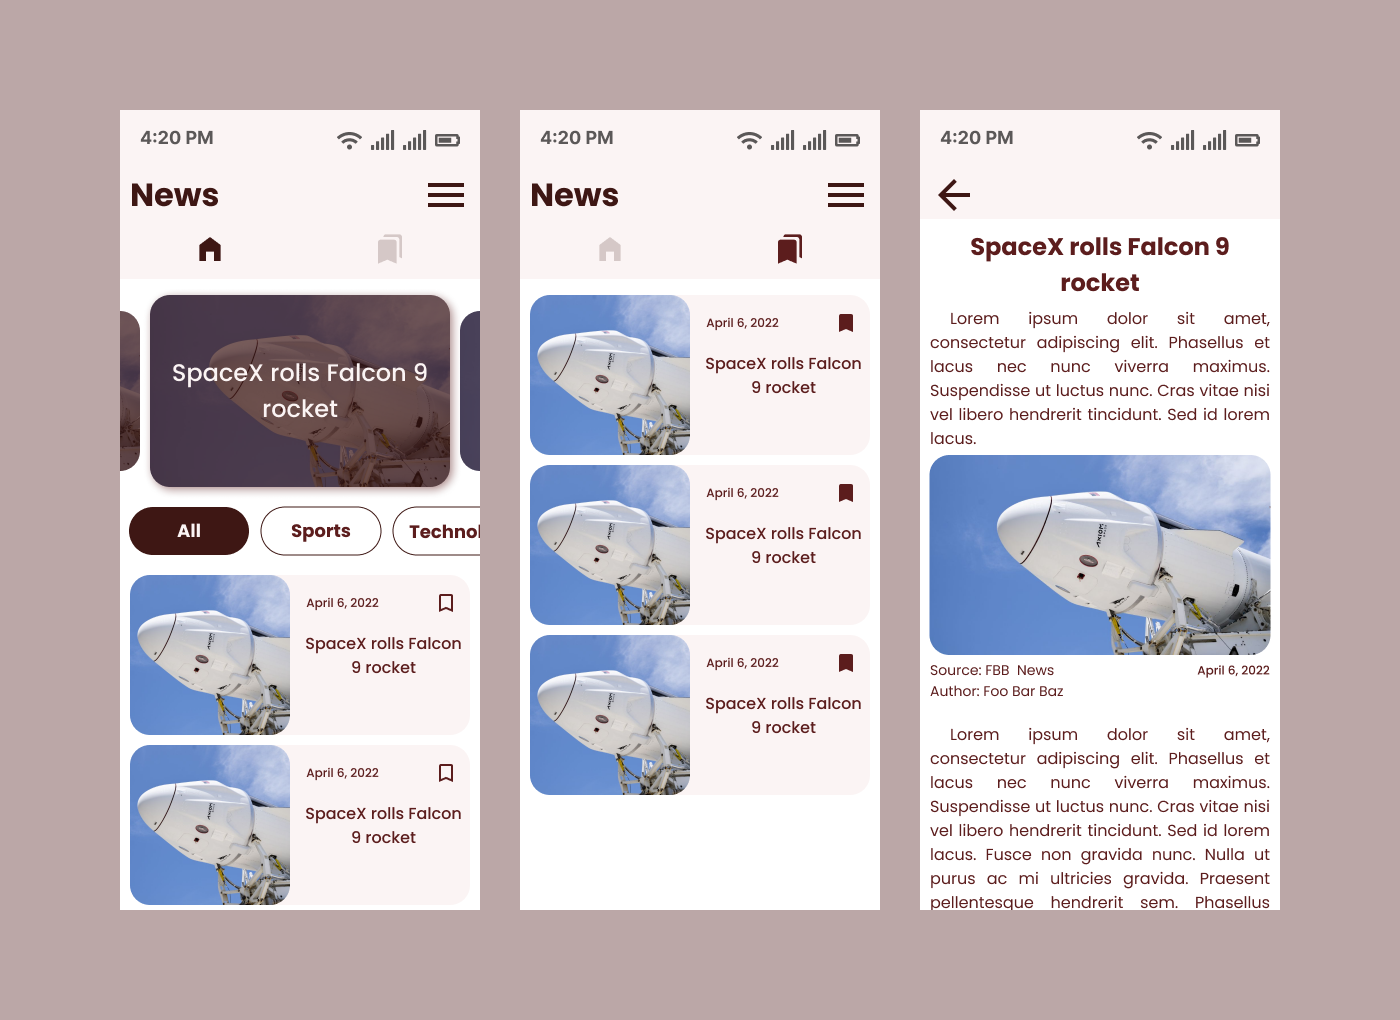 4:20 PM
News
SpaceX rolls Falcon 9
rocket
All
Sports
Technol
April 6, 2022
SpaceX rolls Falcon
9 rocket
April 6, 2022
SpaceX rolls Falcon
9 rocket
4:20 PM
News
April 6, 2022
SpaceX rolls Falcon
9 rocket
April 6, 2022
SpaceX rolls Falcon
9 rocket
April 6, 2022
SpaceX rolls Falcon
9 rocket
4:20 PM
SpaceX rolls Falcon 9
rocket
Lorem ipsum dolor sit amet,
consectetur adipiscing elit. Phasellus et
lacus nec nunc viverra maximus.
Suspendisse ut luctus nunc. Cras vitae nisi
vel libero hendrerit tincidunt. Sed id lorem
lacus.
AXIOM
Source: FBB News
April 6, 2022
Author: Foo Bar Baz
Lorem ipsum dolor sit amet,
consectetur adipiscing elit. Phasellus et
lacus nec nunc viverra maximus.
Suspendisse ut luctus nunc. Cras vitae nisi
vel libero hendrerit tincidunt. Sed id lorem
lacus. Fusce non gravida nunc. Nulla ut
purus ac mi ultricies gravida. Praesent
pellentesque hendrerit sem. Phasellus